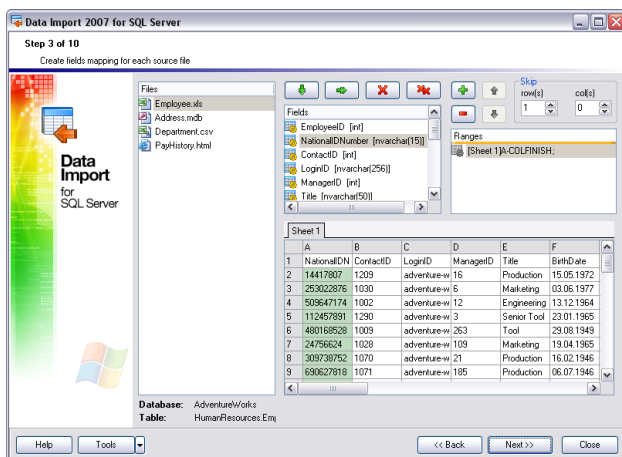 Data Import 2007 for SQL Server
Step 3 of 10
Create fields mapping for each source file
Data
Import
for
SQL Server
Files
Employee.xls
Address.mdb
Department.csv
PayHistory.html
Skip
row(s) col(s)
1 0
Fields
EmployeeID [int]
NationalIDNumber [nvarchar(15)]
ContactID [int]
LoginID [nvarchar(256)]
ManagerID [int]
Title [nvarchar(50)]
Ranges
[Sheet 1]A-COLFINISH;
Sheet 1
A B C D E F
1 NationalIDN ContactID LoginID ManagerID Title BirthDate
2 14417807 1209 adventure-w 16 Production 15.05.1972
3 253022876 1030 adventure-w 6 Marketing 03.06.1977
4 509647174 1002 adventure-w 12 Engineering 13.12.1964
5 112457891 1290 adventure-w 3 Senior Tool 23.01.1965
6 480168528 1009 adventure-w 263 Tool 29.08.1949
7 24756624 1028 adventure-w 109 Marketing 19.04.1965
8 309738752 1070 adventure-w 21 Production 16.02.1946
9 690627818 1071 adventure-w 185 Production 06.07.1946
Database: AdventureWorks
Table: HumanResources.Emp
Help Tools << Back Next >> Close